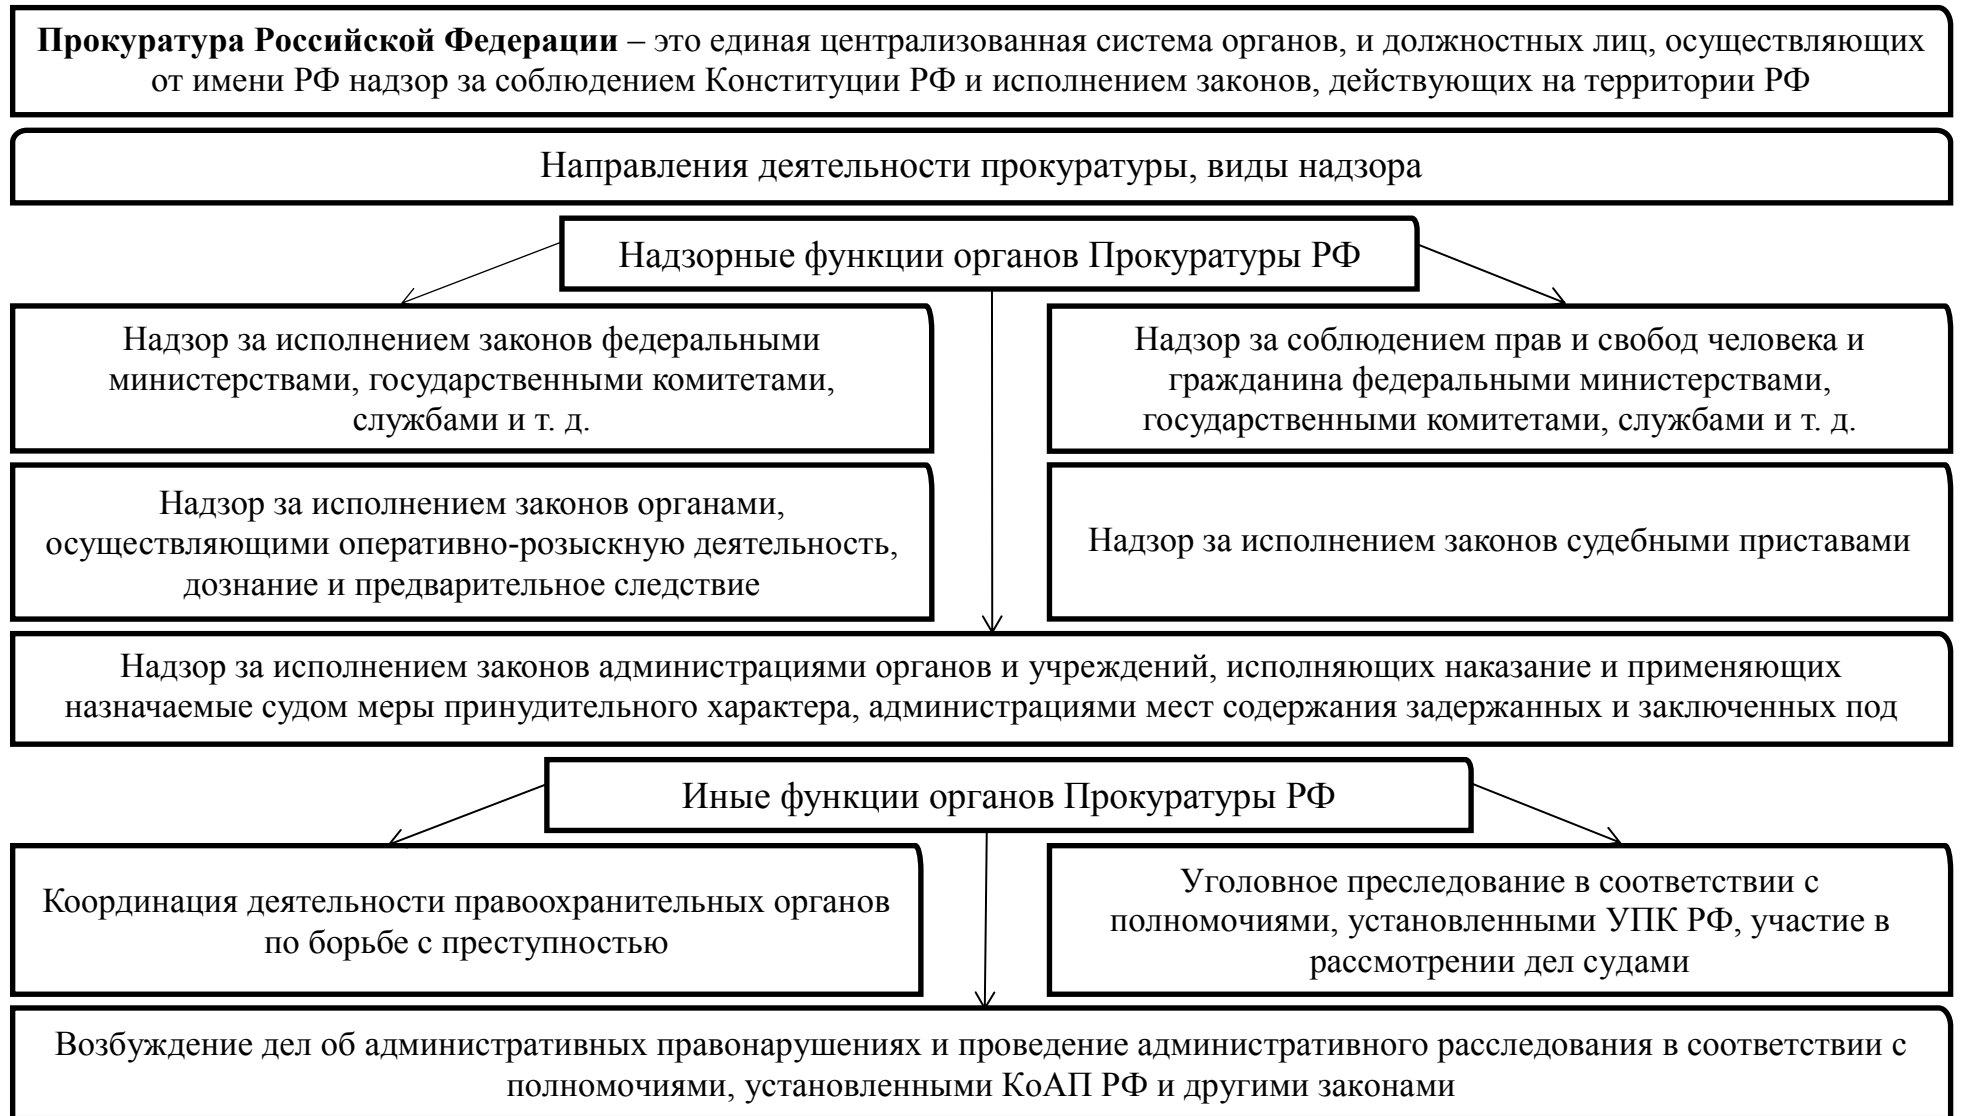 Прокуратура Российской Федерации – это единая централизованная система органов, и должностных лиц, осуществляющих
от имени РФ надзор за соблюдением Конституции РФ и исполнением законов, действующих на территории РФ
Направления деятельности прокуратуры, виды надзора
Надзорные функции органов Прокуратуры РФ
Надзор за исполнением законов федеральными
министерствами, государственными комитетами,
службами и т. д.
Надзор за соблюдением прав и свобод человека и
гражданина федеральными министерствами,
государственными комитетами, службами и т. д.
Надзор за исполнением законов органами,
осуществляющими оперативно-розыскную деятельность,
дознание и предварительное следствие
Надзор за исполнением законов судебными приставами
Надзор за исполнением законов администрациями органов и учреждений, исполняющих наказание и применяющих
назначаемые судом меры принудительного характера, администрациями мест содержания задержанных и заключенных под
Иные функции органов Прокуратуры РФ
Координация деятельности правоохранительных органов
по борьбе с преступностью
Уголовное преследование в соответствии с
полномочиями, установленными УПК РФ, участие в
рассмотрении дел судами
Возбуждение дел об административных правонарушениях и проведение административного расследования в соответствии с
полномочиями, установленными КоАП РФ и другими законами